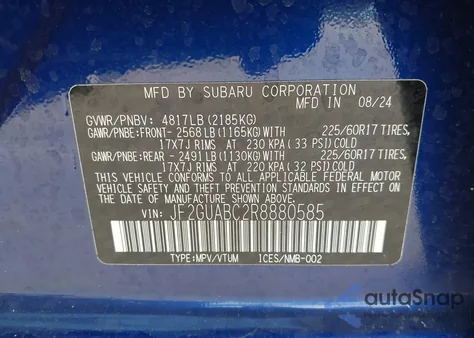 MFD BY SUBARU CORPORATION
MFD IN 08/24
GVWR/PNBV: 4817LB (2185KG)
GAWR/PNBE:FRONT- 2568LB (1165KG)WITH 225/60R17 TIRES,
17X7J RIMS AT 230 KPA (33 PSI)COLD
GAWR/PNBE:REAR - 2491LB (1130KG)WITH 225/60R17 TIRES,
17X7J RIMS AT 220 KPA (32 PSI)COLD
THIS VEHICLE CONFORMS TO ALL APPLICABLE FEDERAL MOTOR
VEHICLE SAFETY AND THEFT PREVENTION STANDARDS IN EFFECT ON
THE DATE OF MANUFACTURE SHOWN ABOVE.
VIN: JF2GUABC2R8880585
TYPE:MPV/VTUM ICES/NMB-002
autoSnap